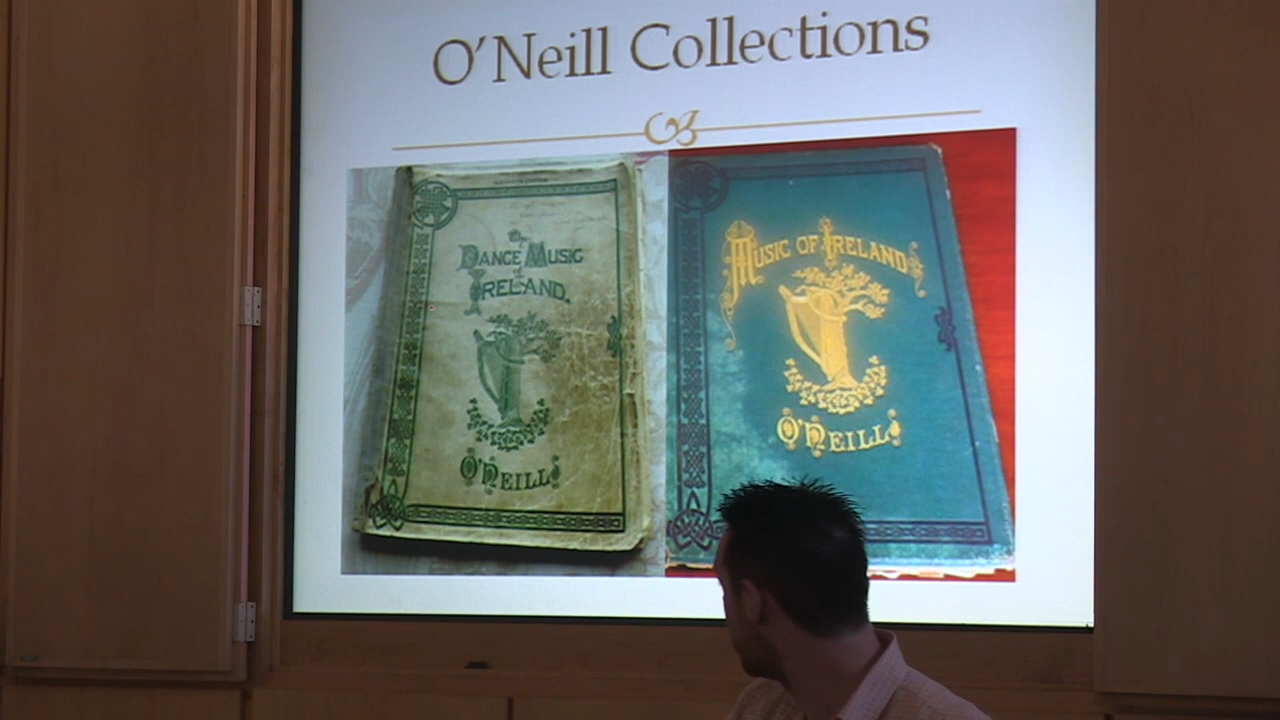 O'Neill Collections
The
DANCE MUSIC
of
IRELAND.
O'NEILL
MUSIC OF IRELAND
O'NEILL